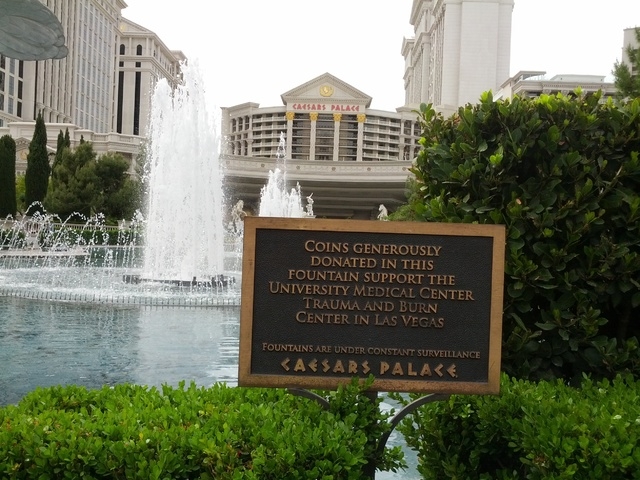 CAESARS PALACE
COINS GENEROUSLY
DONATED IN THIS
FOUNTAIN SUPPORT THE
UNIVERSITY MEDICAL CENTER
TRAUMA AND BURN
CENTER IN LAS VEGAS
FOUNTAINS ARE UNDER CONSTANT SURVEILLANCE
CAESARS PALACE